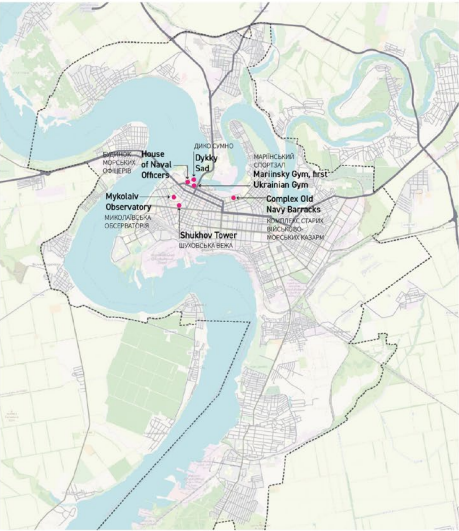 ДИКО СУМНО
Dykky
Sad
БУДИНОК
МОРСЬКИХ
ОФІЦЕРІВ
House
of Naval
Officers
МАРІЇНСЬКИЙ
СПОРТЗАЛ
Mariinsky Gym, first
Ukrainian Gym
Mykolaiv
Observatory
МИКОЛАЇВСЬКА
ОБСЕРВАТОРІЯ
Complex Old
Navy Barracks
КОМПЛЕКС СТАРИХ
ВІЙСЬКОВО-
МОРСЬКИХ КАЗАРМ
Shukhov Tower
ШУХОВСЬКА ВЕЖА